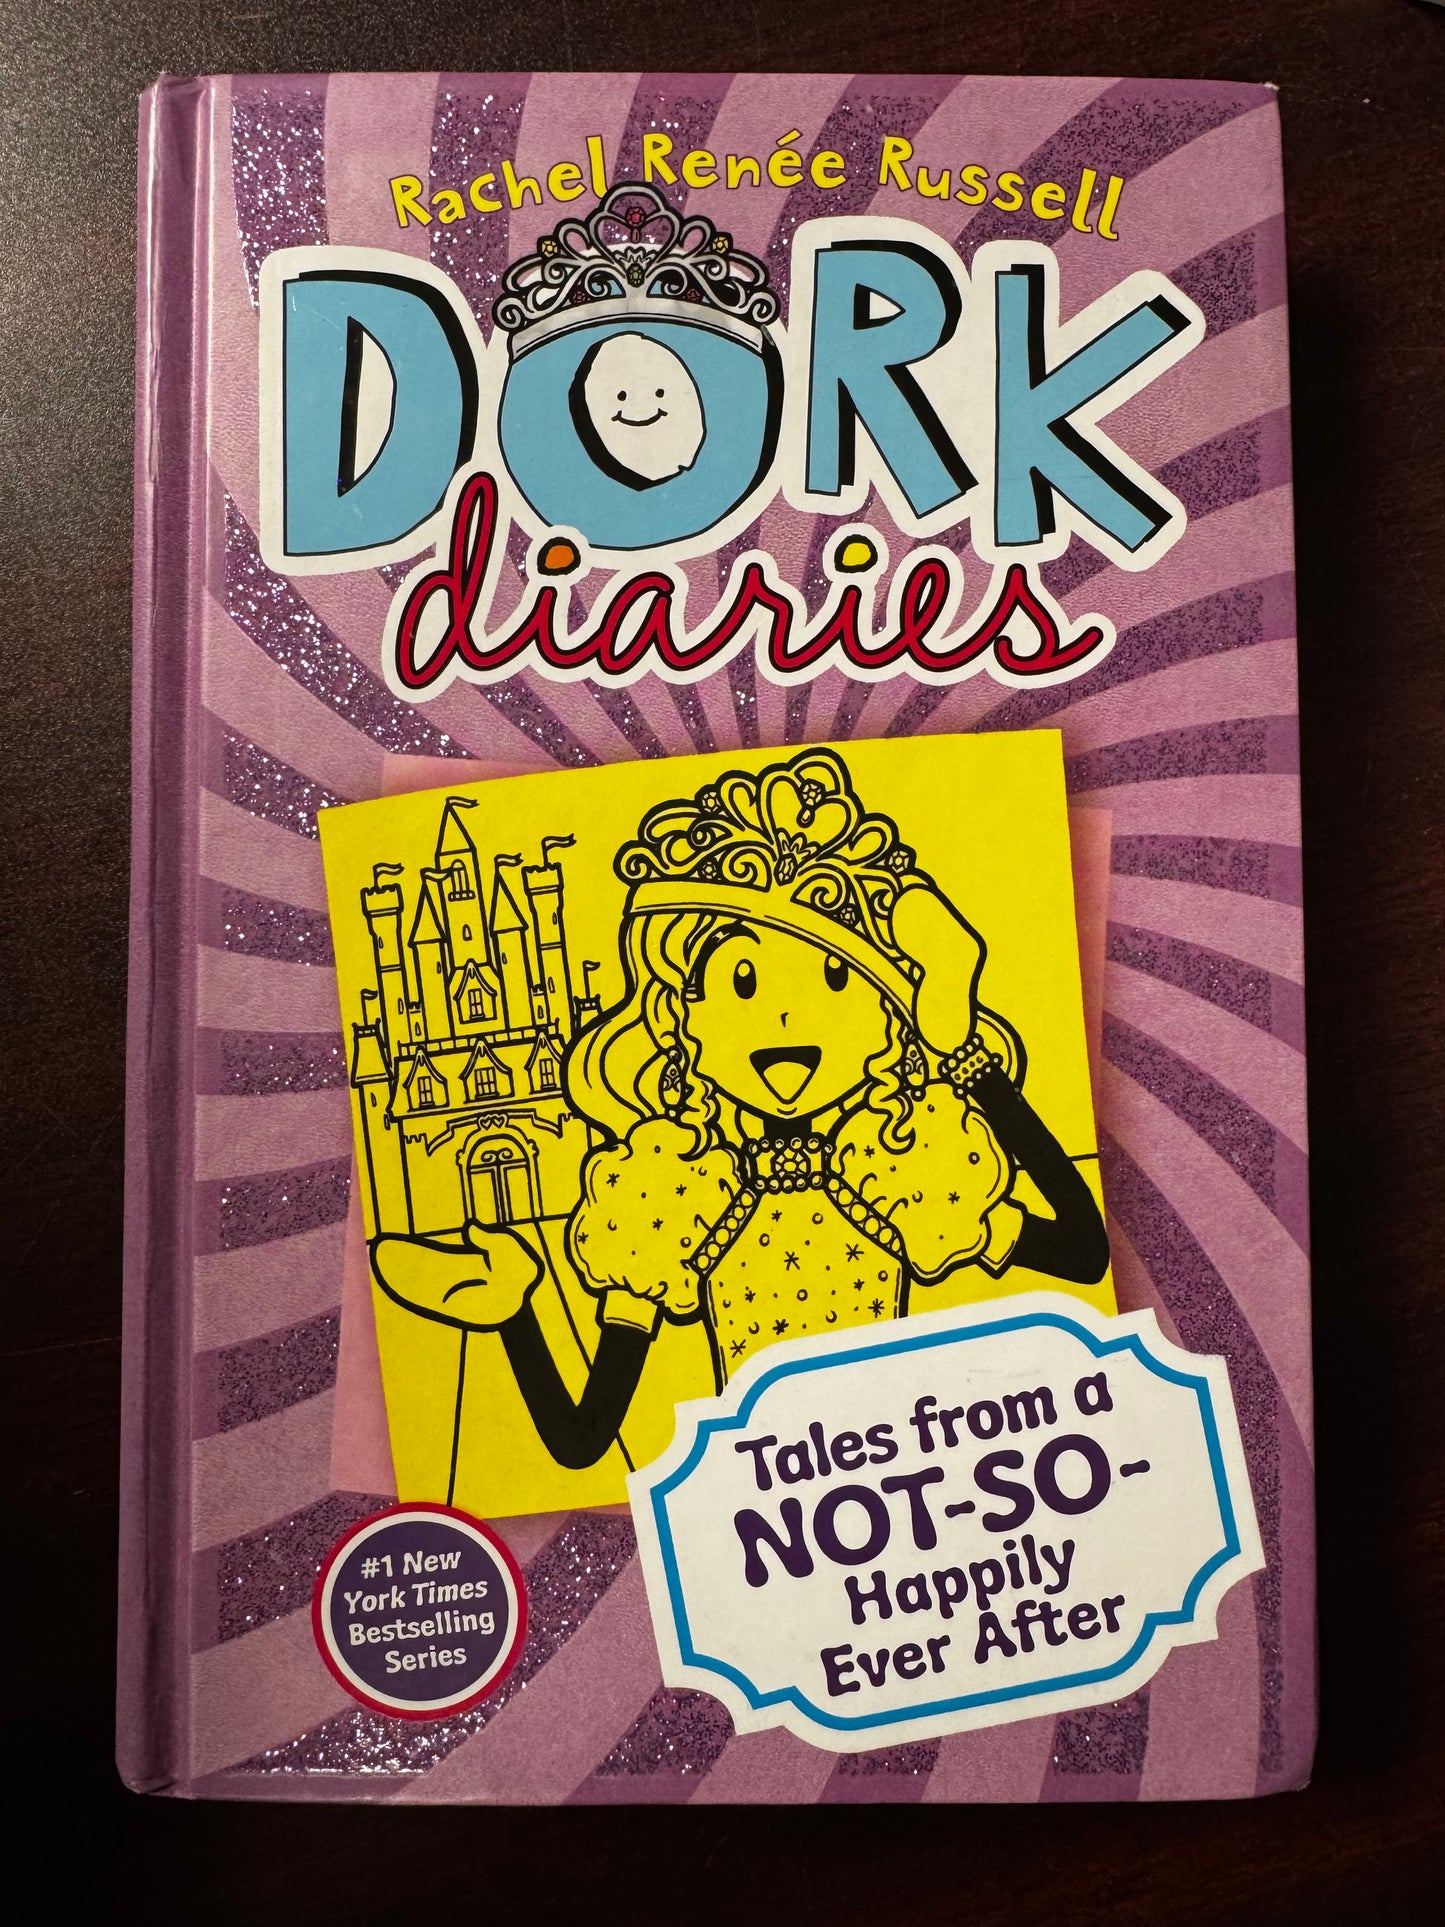 Rachel Renée Russell
DORK
diaries
Tales from a
NOT-SO-
Happily
Ever After
#1 New
York Times
Bestselling
Series